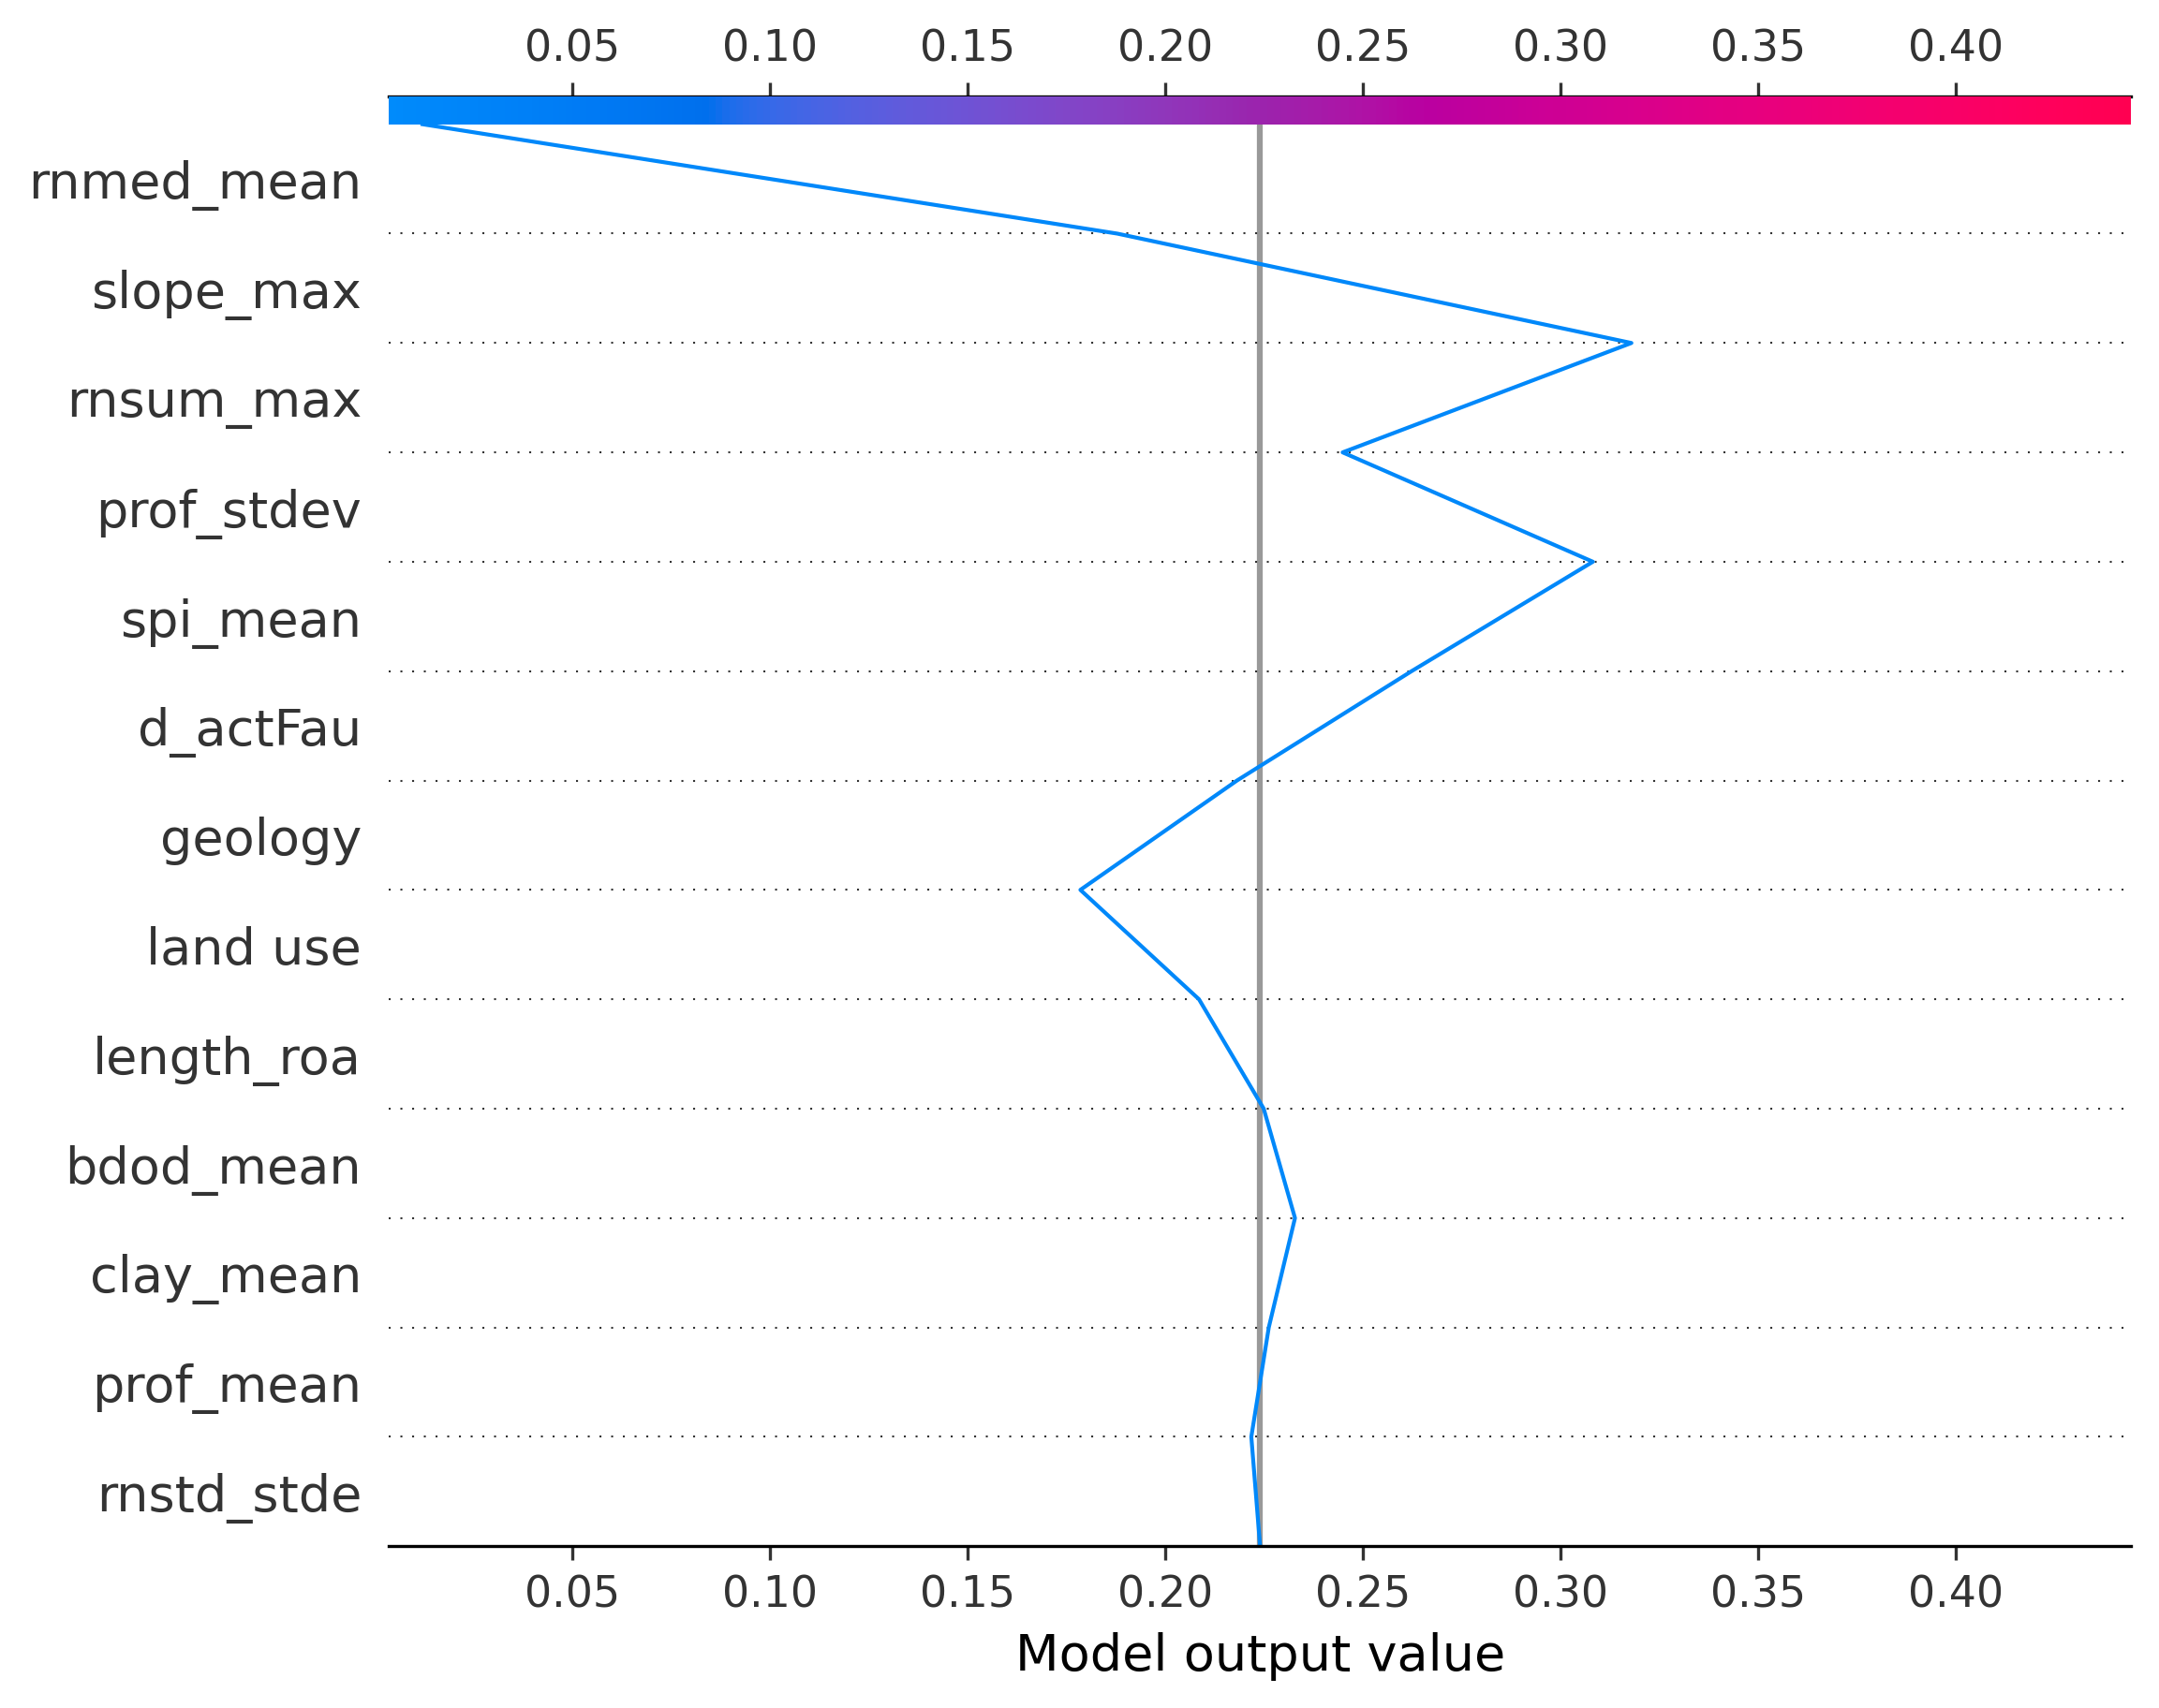 0.05 0.10 0.15 0.20 0.25 0.30 0.35 0.40
rnmed_mean
slope_max
rnsum_max
prof_stdev
spi_mean
d_actFau
geology
land use
length_roa
bdod_mean
clay_mean
prof_mean
rnstd_stde
0.05 0.10 0.15 0.20 0.25 0.30 0.35 0.40
Model output value